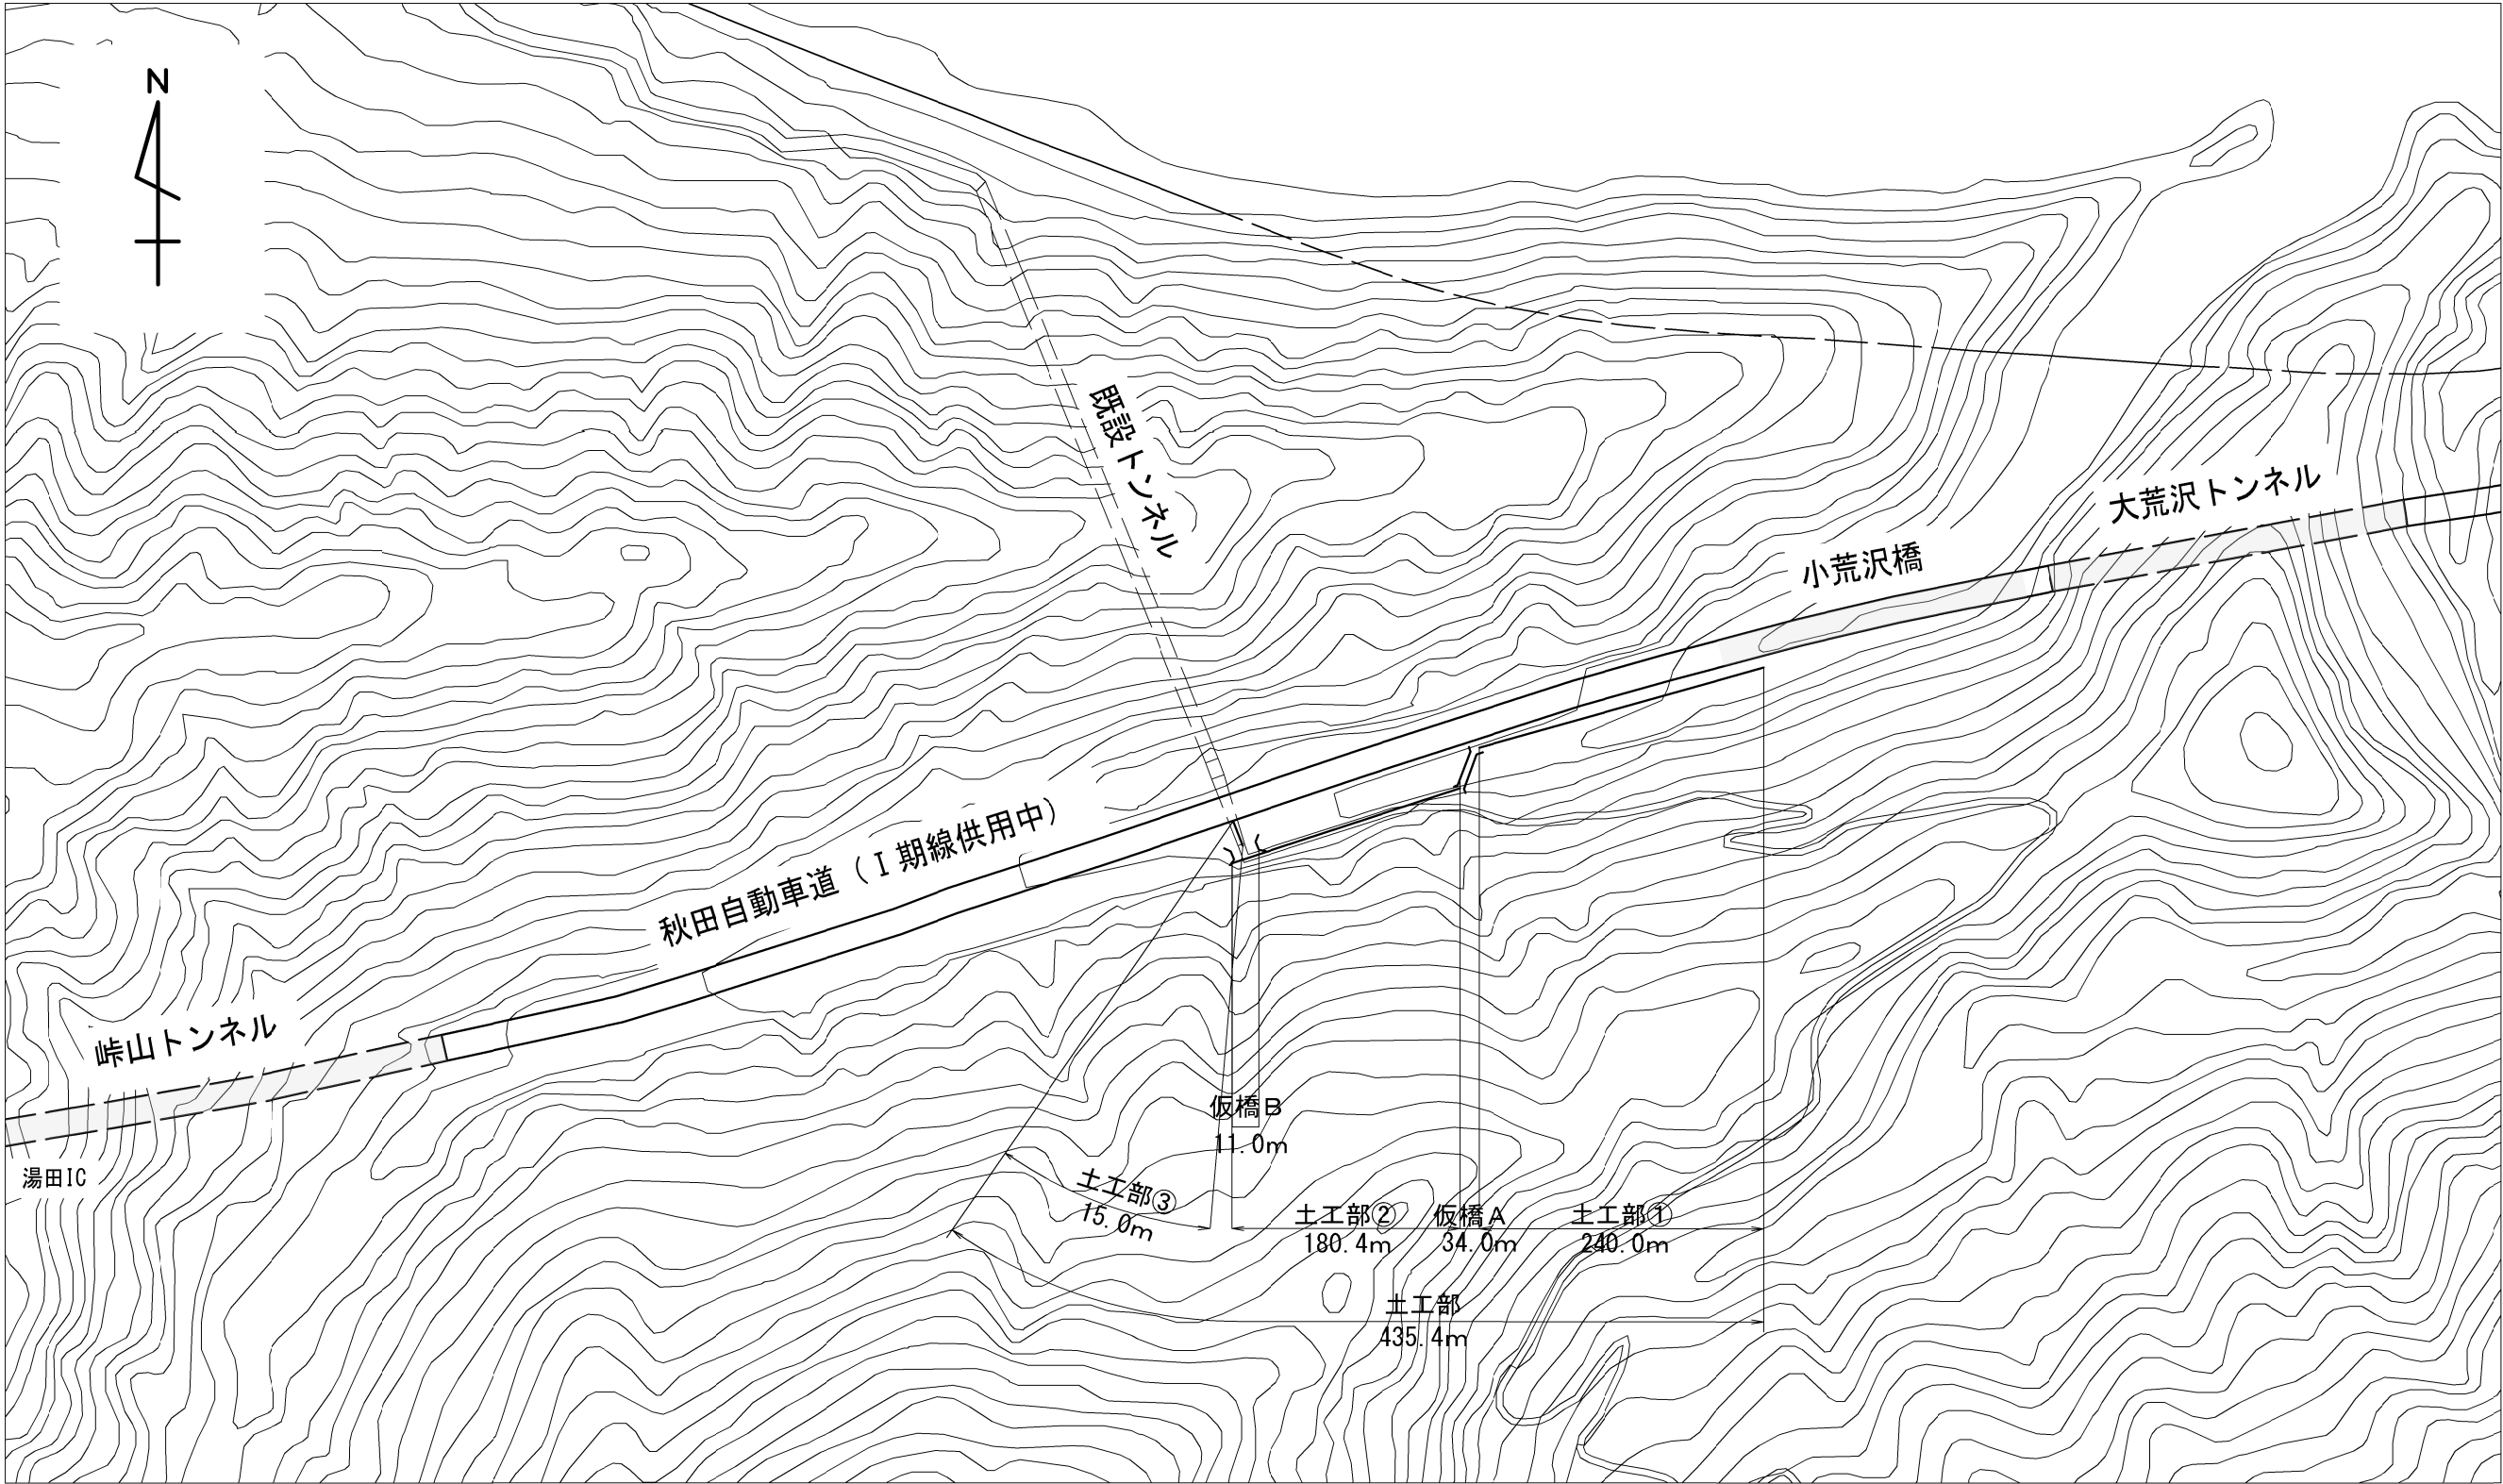 N
既設トンネル
大荒沢トンネル
小荒沢橋
秋田自動車道（Ⅰ期線供用中）
峠山トンネル
湯田IC
仮橋B
11.0m
土工部③
15.0m
土工部②
180.4m
仮橋A
34.0m
土工部①
240.0m
土工部
435.4m